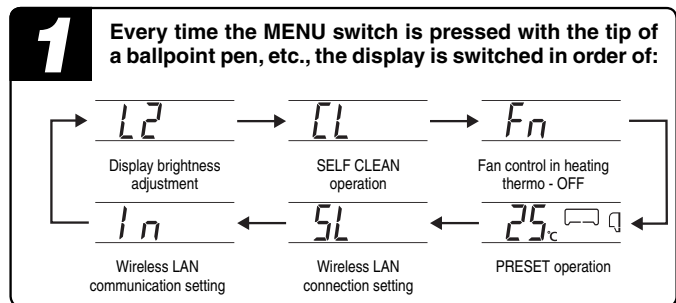 1
Every time the MENU switch is pressed with the tip of
a ballpoint pen, etc., the display is switched in order of:
L2
CL
Fn
Display brightness
adjustment
SELF CLEAN
operation
Fan control in heating
thermo - OFF
In
SL
25°C
Wireless LAN
communication setting
Wireless LAN
connection setting
PRESET operation